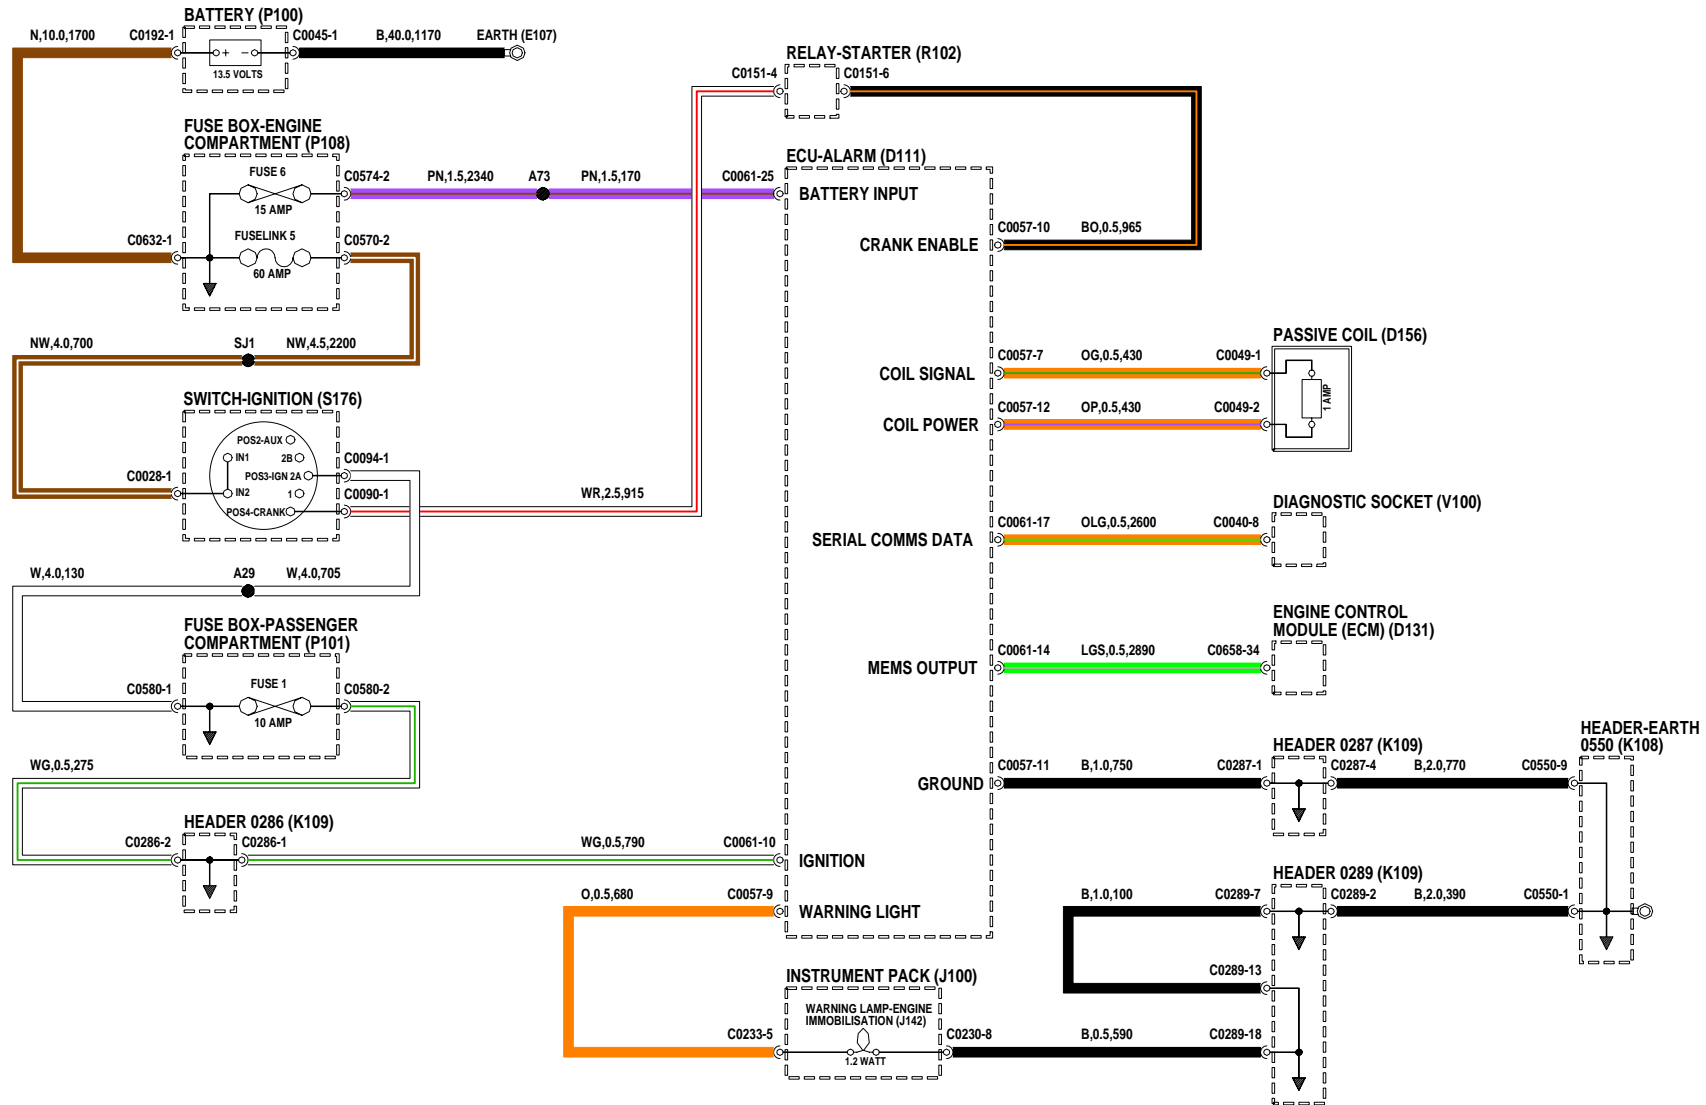 BATTERY (P100)
N,10.0,1700
C0192-1
C0045-1
B,40.0,1170
EARTH (E107)
+
−
13.5 VOLTS
FUSE BOX-ENGINE
COMPARTMENT (P108)
FUSE 6
15 AMP
C0574-2
PN,1.5,2340
A73
PN,1.5,170
C0061-25
C0632-1
FUSELINK 5
60 AMP
C0570-2
NW,4.0,700
SJ1
NW,4.5,2200
SWITCH-IGNITION (S176)
POS2-AUX
IN1
2B
POS3-IGN 2A
IN2
1
POS4-CRANK
C0028-1
C0094-1
C0090-1
WR,2.5,915
W,4.0,130
A29
W,4.0,705
FUSE BOX-PASSENGER
COMPARTMENT (P101)
C0580-1
FUSE 1
10 AMP
C0580-2
WG,0.5,275
HEADER 0286 (K109)
C0286-2
C0286-1
WG,0.5,790
C0061-10
RELAY-STARTER (R102)
C0151-4
C0151-6
ECU-ALARM (D111)
BATTERY INPUT
CRANK ENABLE
C0057-10
BO,0.5,965
COIL SIGNAL
C0057-7
OG,0.5,430
C0049-1
COIL POWER
C0057-12
OP,0.5,430
C0049-2
PASSIVE COIL (D156)
1 AMP
SERIAL COMMS DATA
C0061-17
OLG,0.5,2600
C0040-8
DIAGNOSTIC SOCKET (V100)
MEMS OUTPUT
C0061-14
LGS,0.5,2890
C0658-34
ENGINE CONTROL
MODULE (ECM) (D131)
GROUND
C0057-11
B,1.0,750
C0287-1
HEADER 0287 (K109)
C0287-4
B,2.0,770
C0550-9
HEADER-EARTH
0550 (K108)
IGNITION
WARNING LIGHT
O,0.5,680
C0057-9
B,1.0,100
C0289-7
HEADER 0289 (K109)
C0289-2
B,2.0,390
C0550-1
C0289-13
INSTRUMENT PACK (J100)
WARNING LAMP-ENGINE
IMMOBILISATION (J142)
1.2 WATT
C0233-5
C0230-8
B,0.5,590
C0289-18